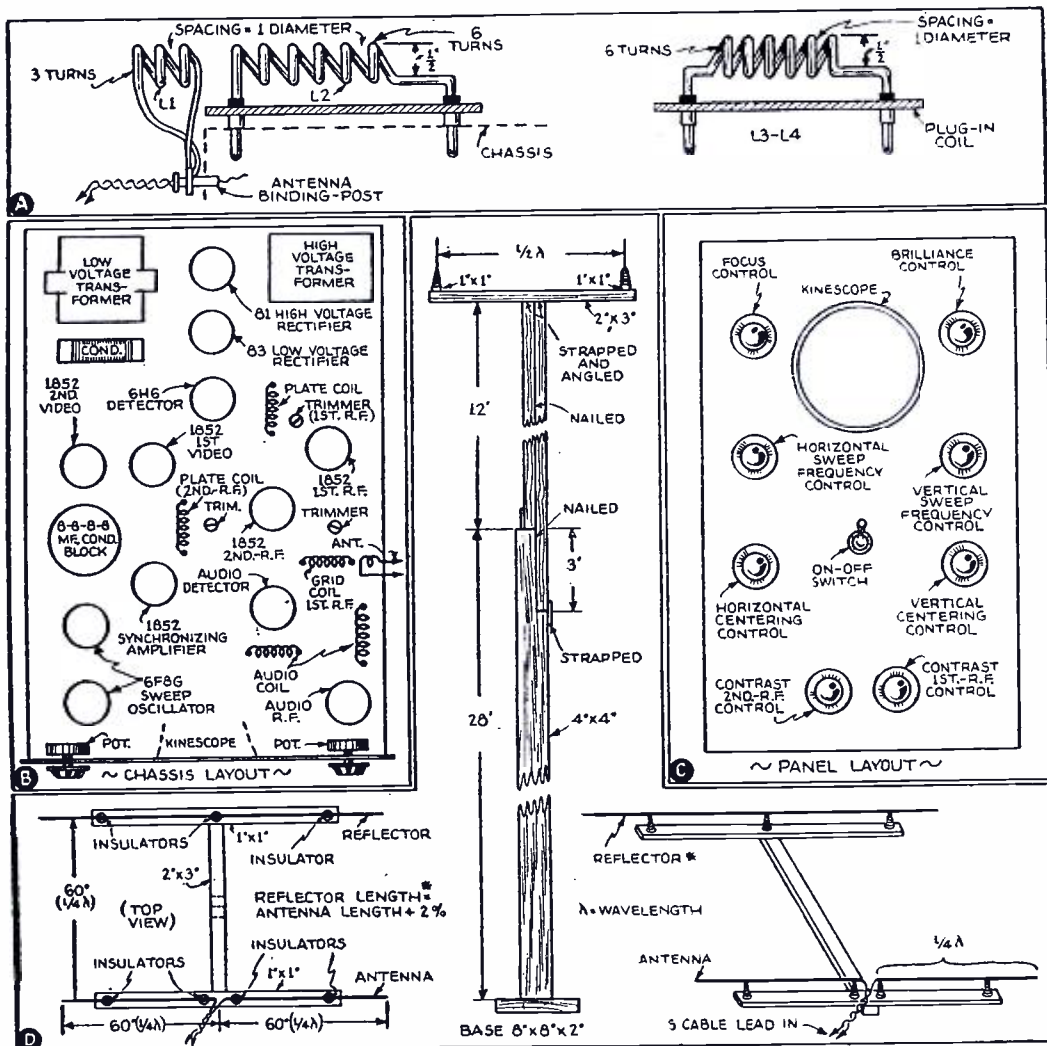 SPACING = 1 DIAMETER
6
TURNS
3 TURNS
L1
L2
1/2"
CHASSIS
ANTENNA
BINDING-POST
A
6 TURNS
SPACING =
1 DIAMETER
1/2"
L3-L4
PLUG-IN
COIL
LOW
VOLTAGE
TRANS-
FORMER
HIGH
VOLTAGE
TRANS-
FORMER
81 HIGH VOLTAGE
RECTIFIER
COND.
83 LOW VOLTAGE
RECTIFIER
1852
2ND.
VIDEO
6H6
DETECTOR
PLATE COIL
TRIMMER
(1ST. R.F.)
1852
1ST
VIDEO
PLATE COIL
(2ND.-R.F.)
TRIM.
1852
1ST. R.F.
TRIMMER
8-8-8-8
MF. COND.
BLOCK
1852
2ND.-R.F.
ANT.
AUDIO
DETECTOR
GRID
COIL
1ST. R.F.
1852
SYNCHRONIZING
AMPLIFIER
AUDIO
COIL
6F8G
SWEEP
OSCILLATOR
AUDIO
R.F.
POT.
KINESCOPE
POT.
B
~ CHASSIS LAYOUT ~
1/2 λ
1"x1"
1"x1"
2"x3"
STRAPPED
AND
ANGLED
12'
NAILED
NAILED
3'
STRAPPED
28'
4"x4"
BASE 8"x8"x2"
FOCUS
CONTROL
BRILLIANCE
CONTROL
KINESCOPE
HORIZONTAL
SWEEP
FREQUENCY
CONTROL
VERTICAL
SWEEP
FREQUENCY
CONTROL
ON-OFF
SWITCH
HORIZONTAL
CENTERING
CONTROL
VERTICAL
CENTERING
CONTROL
CONTRAST
2ND.-R.F.
CONTROL
CONTRAST
1ST.-R.F.
CONTROL
C
~ PANEL LAYOUT ~
INSULATORS
1"x1"
INSULATOR
REFLECTOR
2"x3"
60"
(1/4λ)
(TOP
VIEW)
REFLECTOR LENGTH*=
ANTENNA LENGTH + 2%
INSULATORS
INSULATORS
1"x1"
ANTENNA
60"(1/4λ)
60"(1/4λ)
D
REFLECTOR *
λ=WAVELENGTH
ANTENNA
1/4 λ
S CABLE LEAD IN